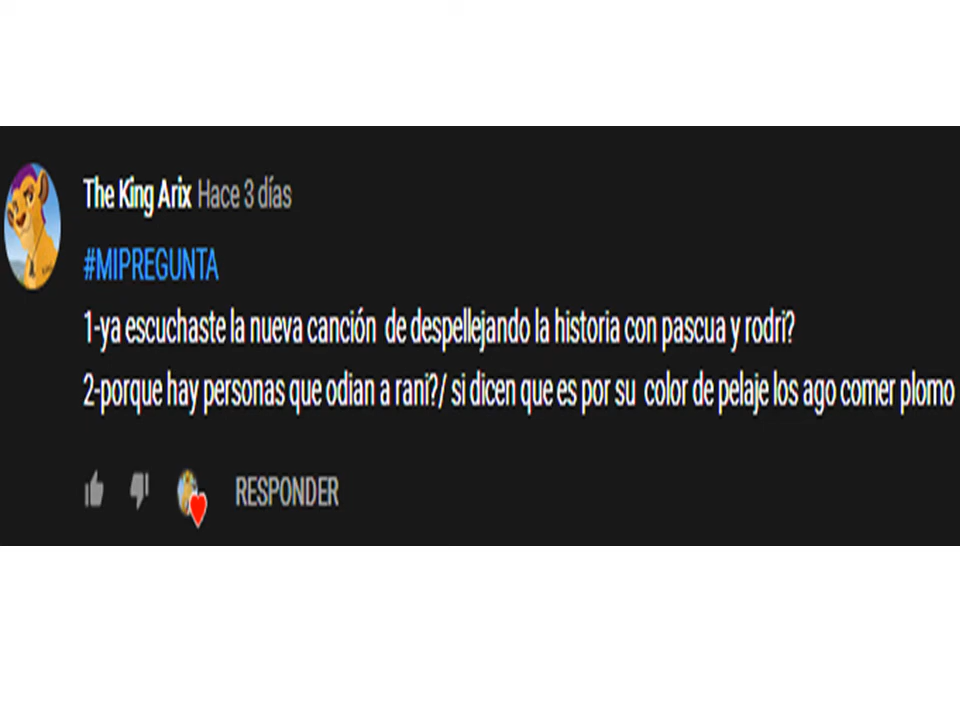 The King Arix Hace 3 días
#MIPREGUNTA
1-ya escuchaste la nueva canción de despellejando la historia con pascua y rodri?
2-porque hay personas que odian a rani?/ si dicen que es por su color de pelaje los ago comer plomo
RESPONDER